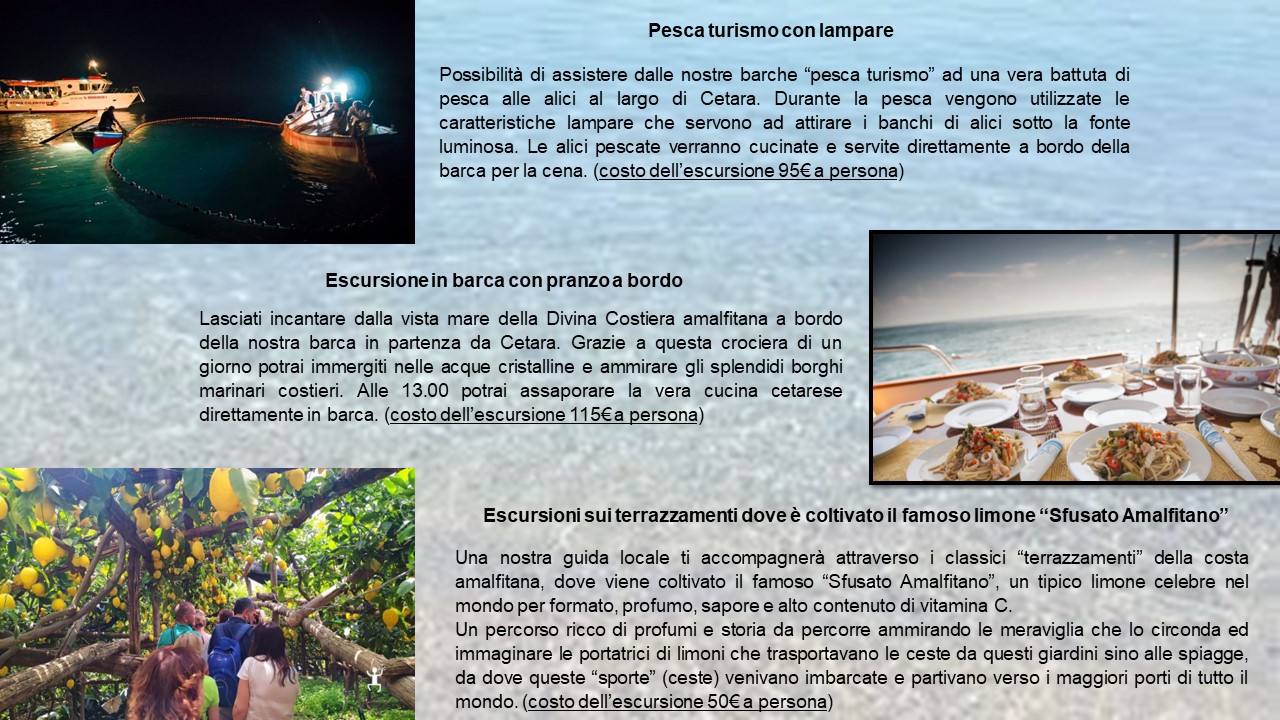 Pesca turismo con lampare
Possibilità di assistere dalle nostre barche “pesca turismo” ad una vera battuta di
pesca alle alici al largo di Cetara. Durante la pesca vengono utilizzate le
caratteristiche lampare che servono ad attirare i banchi di alici sotto la fonte
luminosa. Le alici pescate verranno cucinate e servite direttamente a bordo della
barca per la cena. (costo dell’escursione 95€ a persona)
Escursione in barca con pranzo a bordo
Lasciati incantare dalla vista mare della Divina Costiera amalfitana a bordo
della nostra barca in partenza da Cetara. Grazie a questa crociera di un
giorno potrai immergiti nelle acque cristalline e ammirare gli splendidi borghi
marinari costieri. Alle 13.00 potrai assaporare la vera cucina cetarese
direttamente in barca. (costo dell’escursione 115€ a persona)
Escursioni sui terrazzamenti dove è coltivato il famoso limone “Sfusato Amalfitano”
Una nostra guida locale ti accompagnerà attraverso i classici “terrazzamenti” della costa
amalfitana, dove viene coltivato il famoso “Sfusato Amalfitano”, un tipico limone celebre nel
mondo per formato, profumo, sapore e alto contenuto di vitamina C.
Un percorso ricco di profumi e storia da percorre ammirando le meraviglia che lo circonda ed
immaginare le portatrici di limoni che trasportavano le ceste da questi giardini sino alle spiagge,
da dove queste “sporte” (ceste) venivano imbarcate e partivano verso i maggiori porti di tutto il
mondo. (costo dell’escursione 50€ a persona)